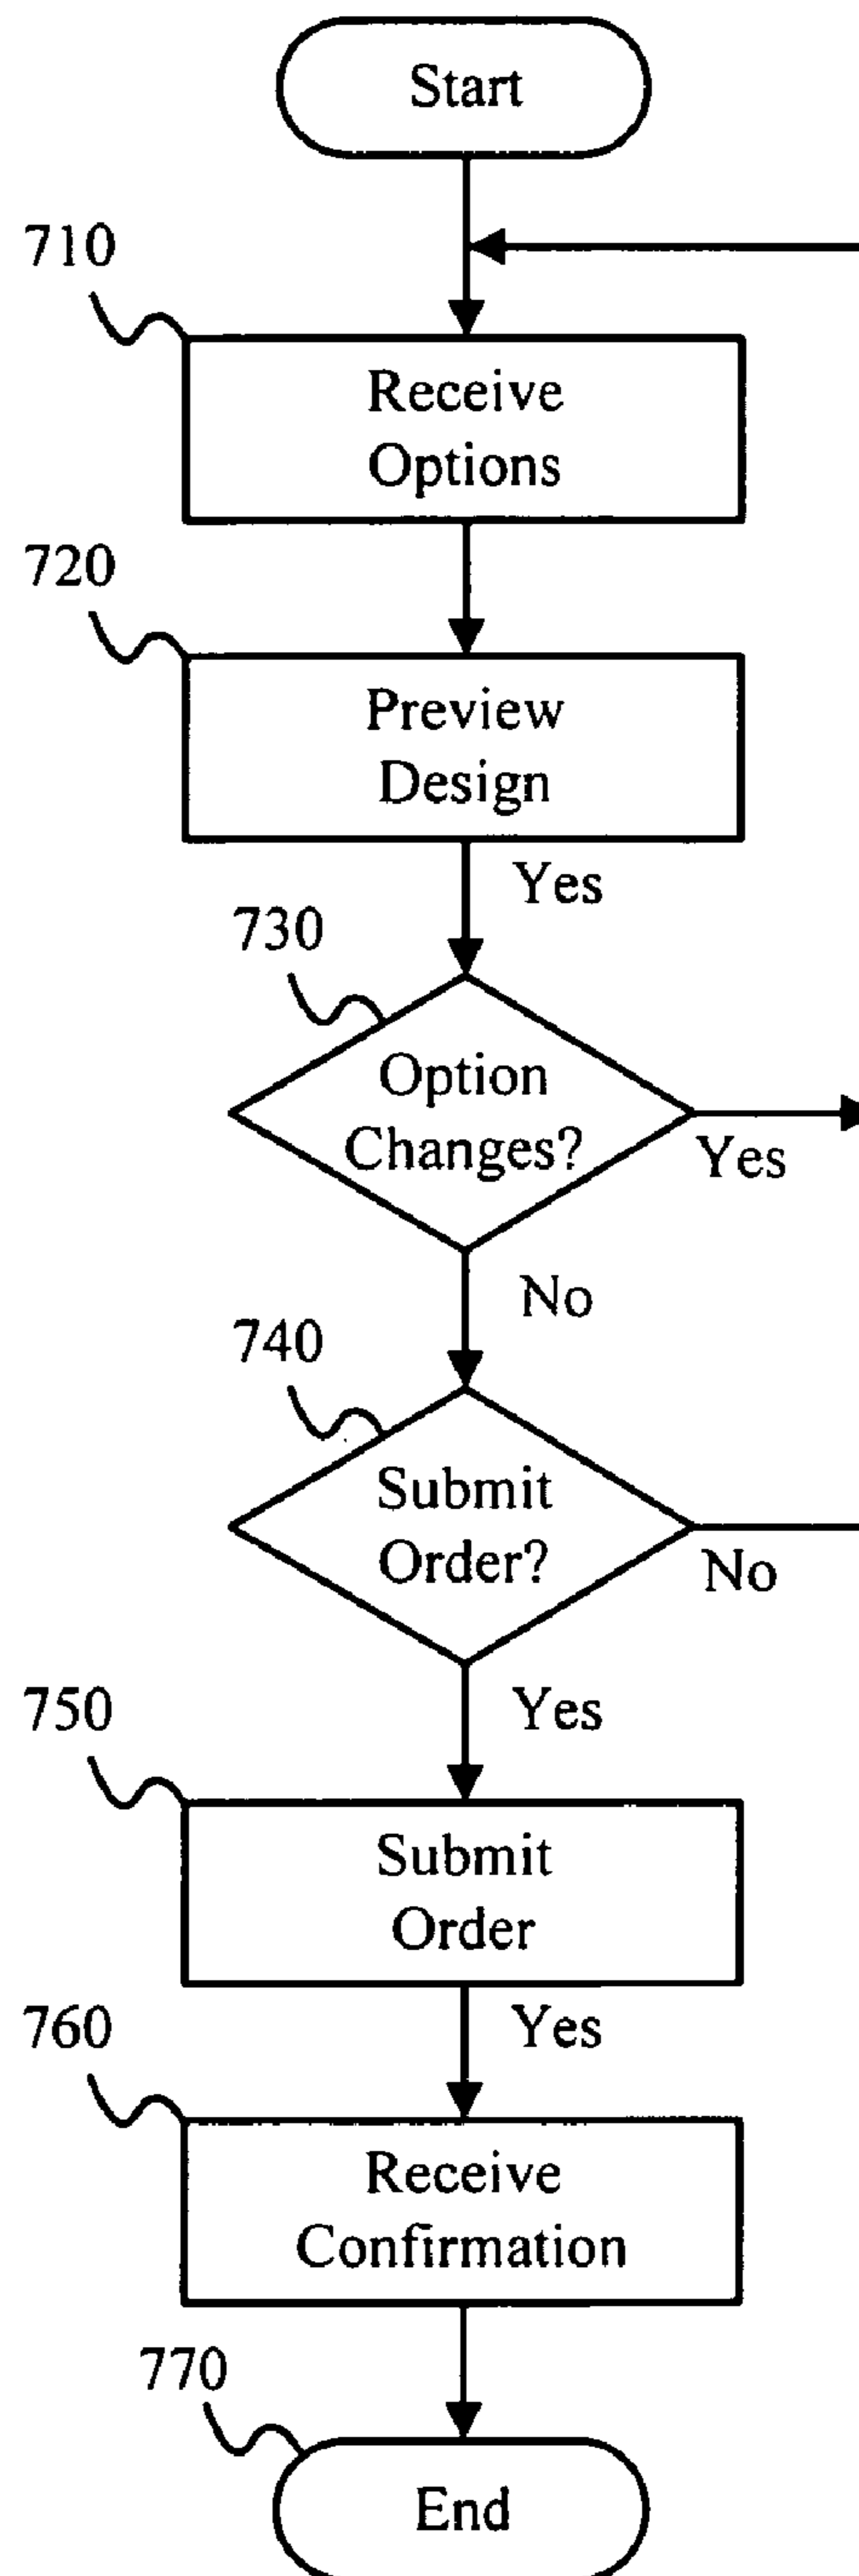 Start
710
Receive
Options
720
Preview
Design
Yes
730
Option
Changes?
Yes
No
740
Submit
Order?
No
Yes
750
Submit
Order
Yes
760
Receive
Confirmation
770
End